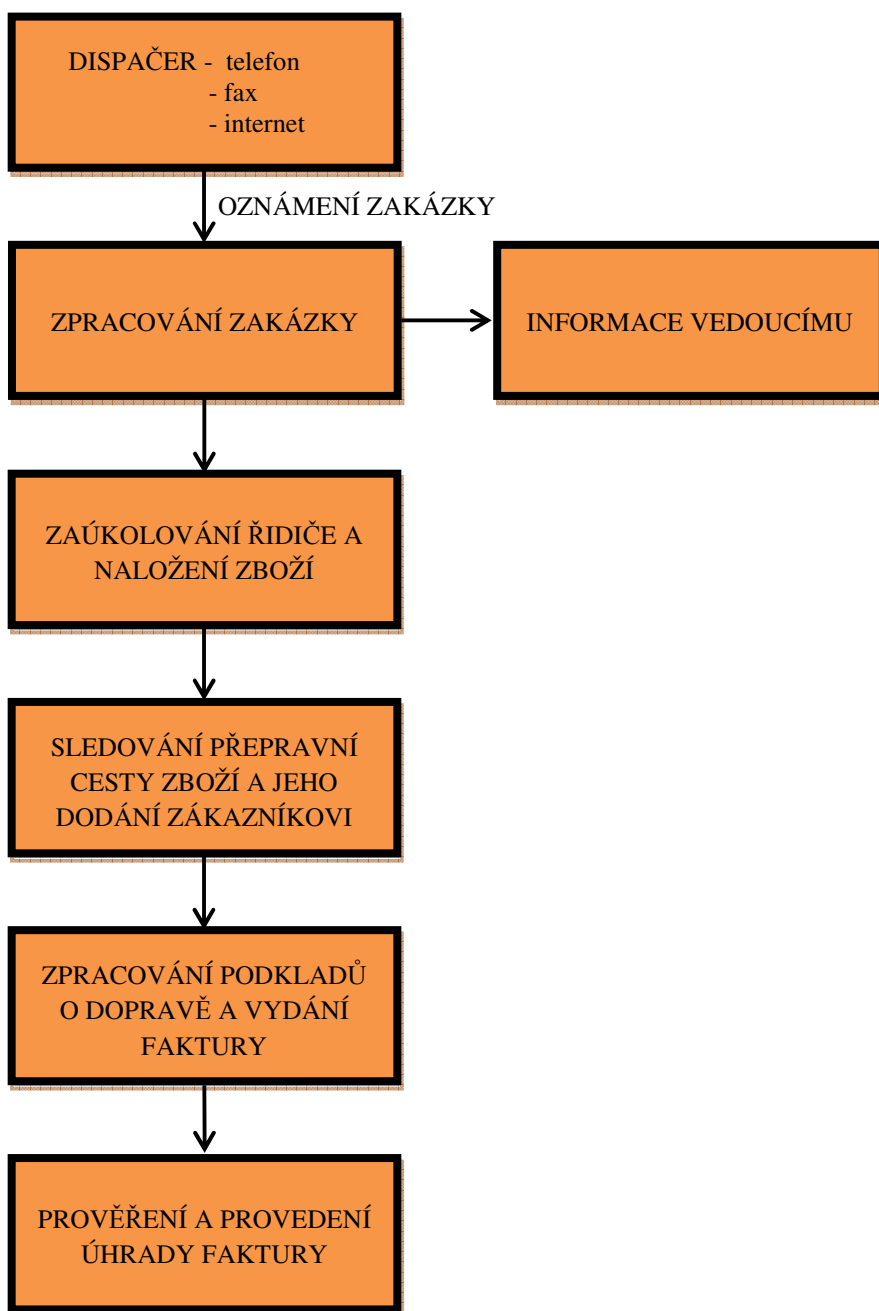 DISPAČER - telefon
- fax
- internet
OZNÁMENÍ ZAKÁZKY
ZPRACOVÁNÍ ZAKÁZKY
INFORMACE VEDOUCÍMU
ZAÚKOLOVÁNÍ ŘIDIČE A
NALOŽENÍ ZBOŽÍ
SLEDOVÁNÍ PŘEPRAVNÍ
CESTY ZBOŽÍ A JEHO
DODÁNÍ ZÁKAZNÍKOVI
ZPRACOVÁNÍ PODKLADŮ
O DOPRAVĚ A VYDÁNÍ
FAKTURY
PROVĚŘENÍ A PROVEDENÍ
ÚHRADY FAKTURY